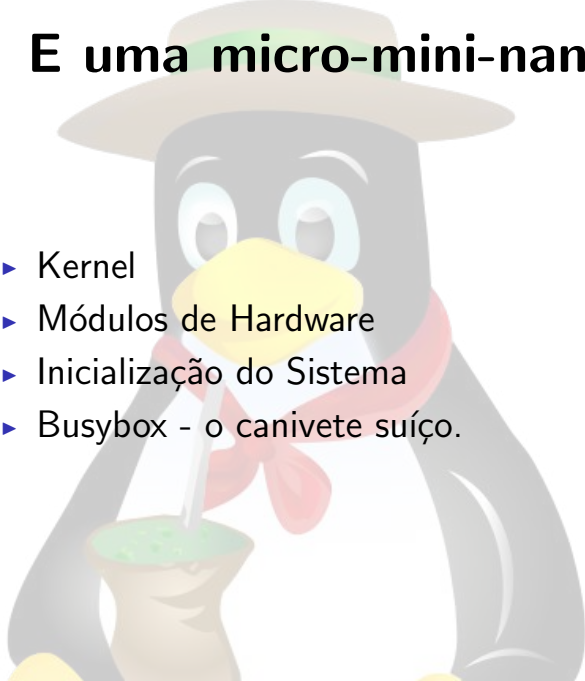 E uma micro-mini-nan
Kernel
Módulos de Hardware
Inicialização do Sistema
Busybox - o canivete suíço.